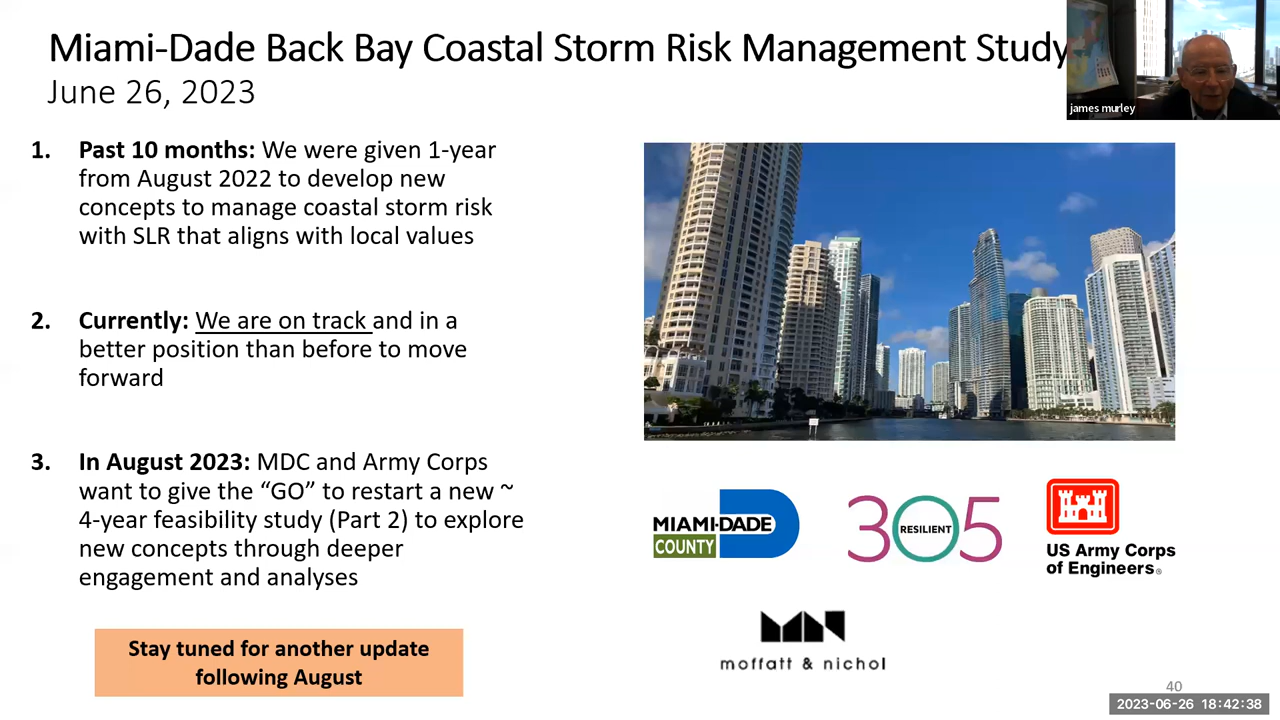 Miami-Dade Back Bay Coastal Storm Risk Management Study
June 26, 2023
james murley
1. Past 10 months: We were given 1-year
from August 2022 to develop new
concepts to manage coastal storm risk
with SLR that aligns with local values
2. Currently: We are on track and in a
better position than before to move
forward
3. In August 2023: MDC and Army Corps
want to give the “GO” to restart a new ~
4-year feasibility study (Part 2) to explore
new concepts through deeper
engagement and analyses
Stay tuned for another update
following August
MIAMI-DADE
COUNTY
305
RESILIENT
US Army Corps
of Engineers®
moffatt & nichol
40
2023-06-26 18:42:38